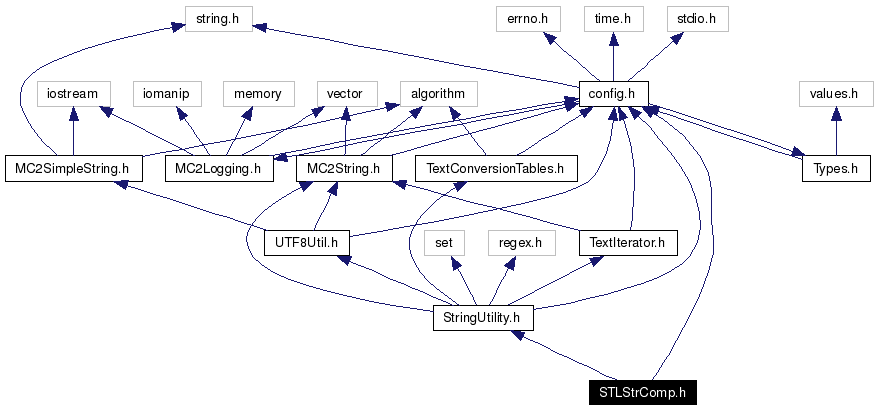 string.h
errno.h
time.h
stdio.h
iostream
iomanip
memory
vector
algorithm
config.h
values.h
MC2SimpleString.h
MC2Logging.h
MC2String.h
TextConversionTables.h
Types.h
UTF8Util.h
set
regex.h
TextIterator.h
StringUtility.h
STLStrComp.h